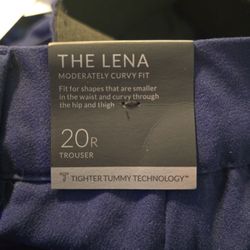 THE LENA
MODERATELY CURVY FIT
Fit for shapes that are smaller
in the waist and curvy through
the hip and thigh
20R
TROUSER
T TIGHTER TUMMY TECHNOLOGY™